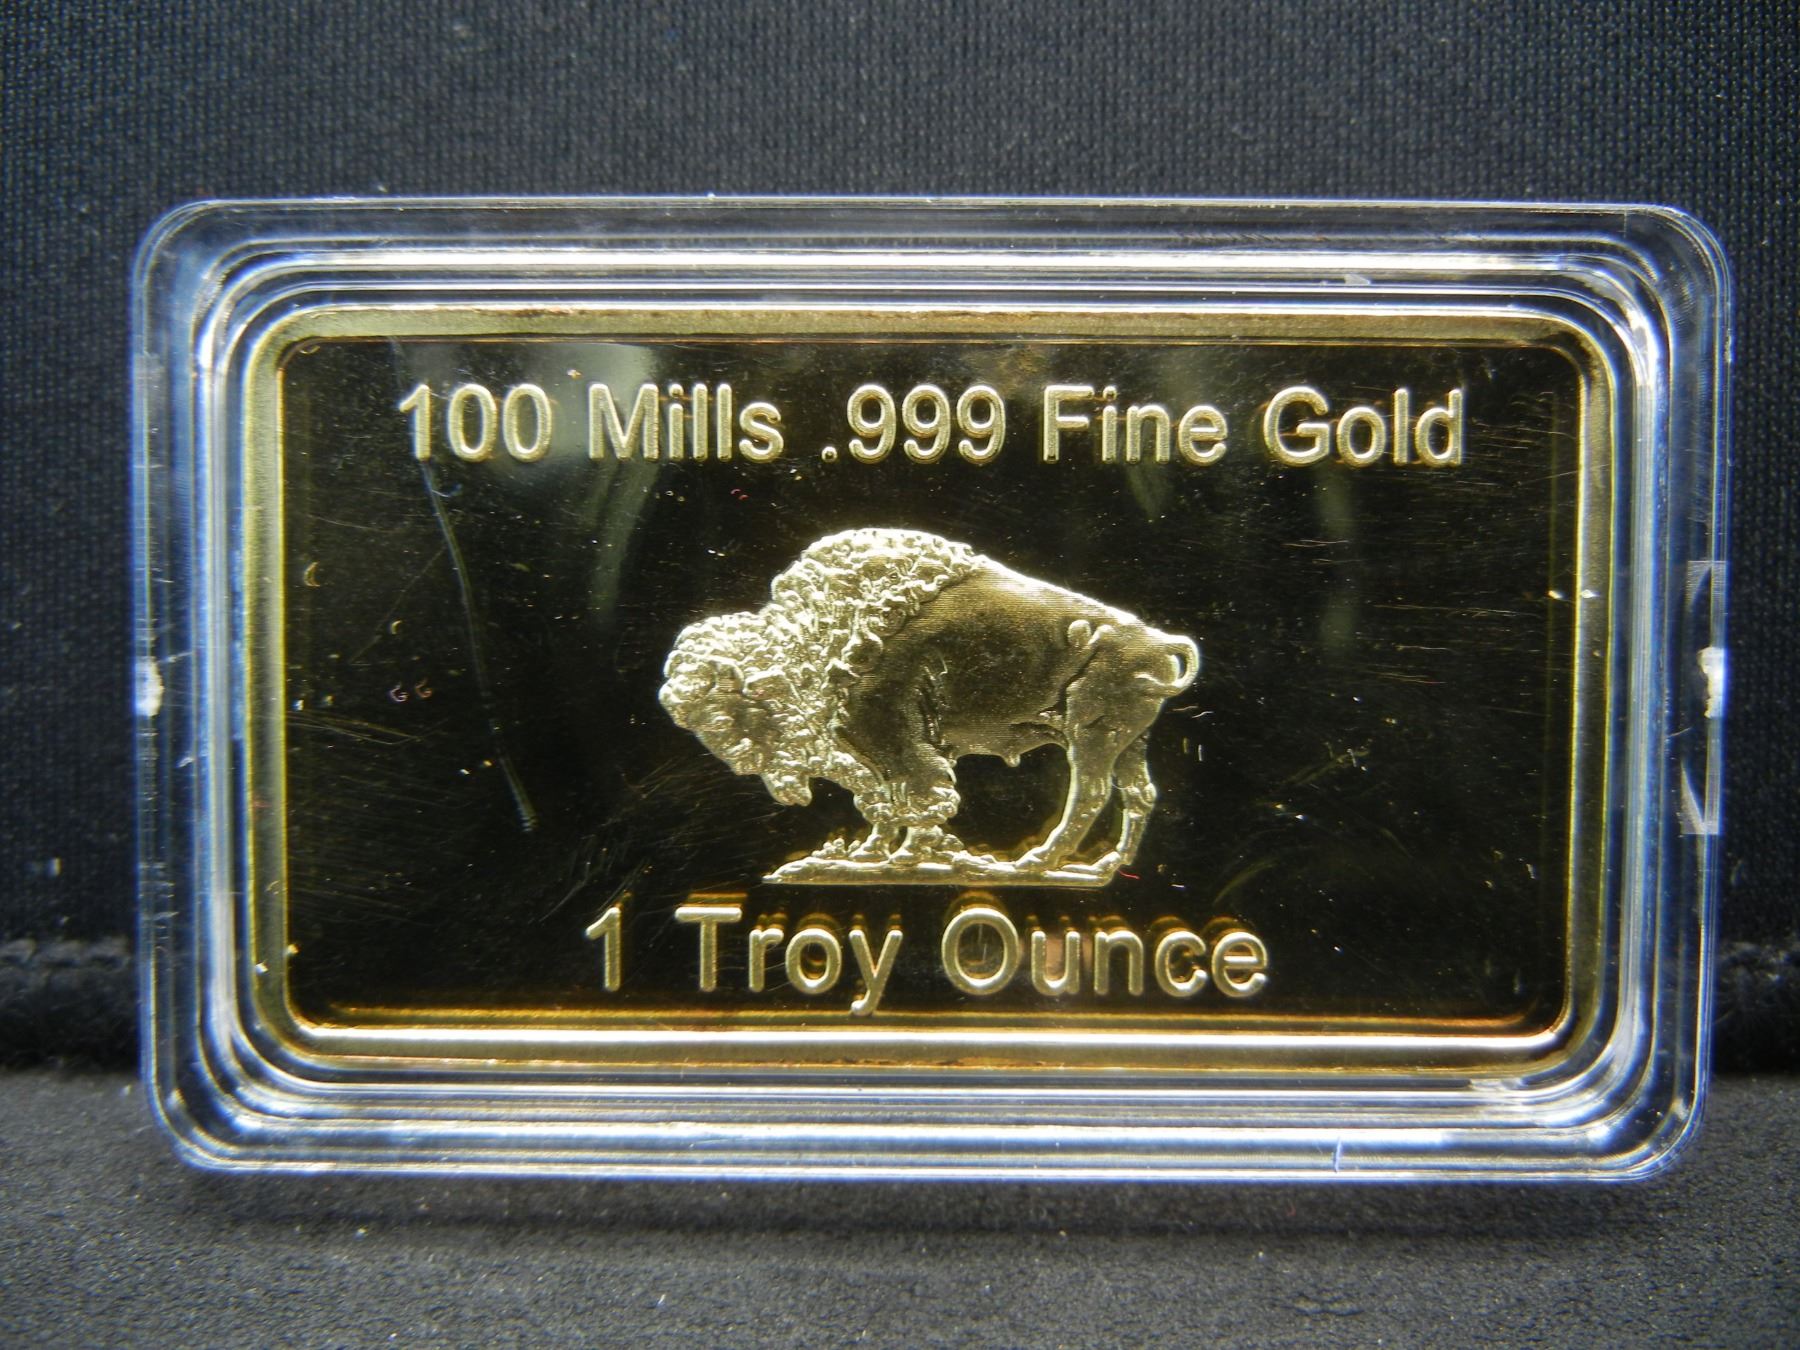 100 Mills .999 Fine Gold
1 Troy Ounce